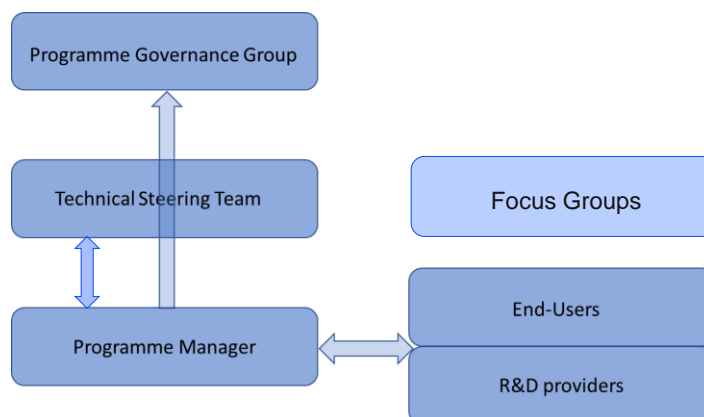 Programme Governance Group
Technical Steering Team
Focus Groups
End-Users
Programme Manager
R&D providers